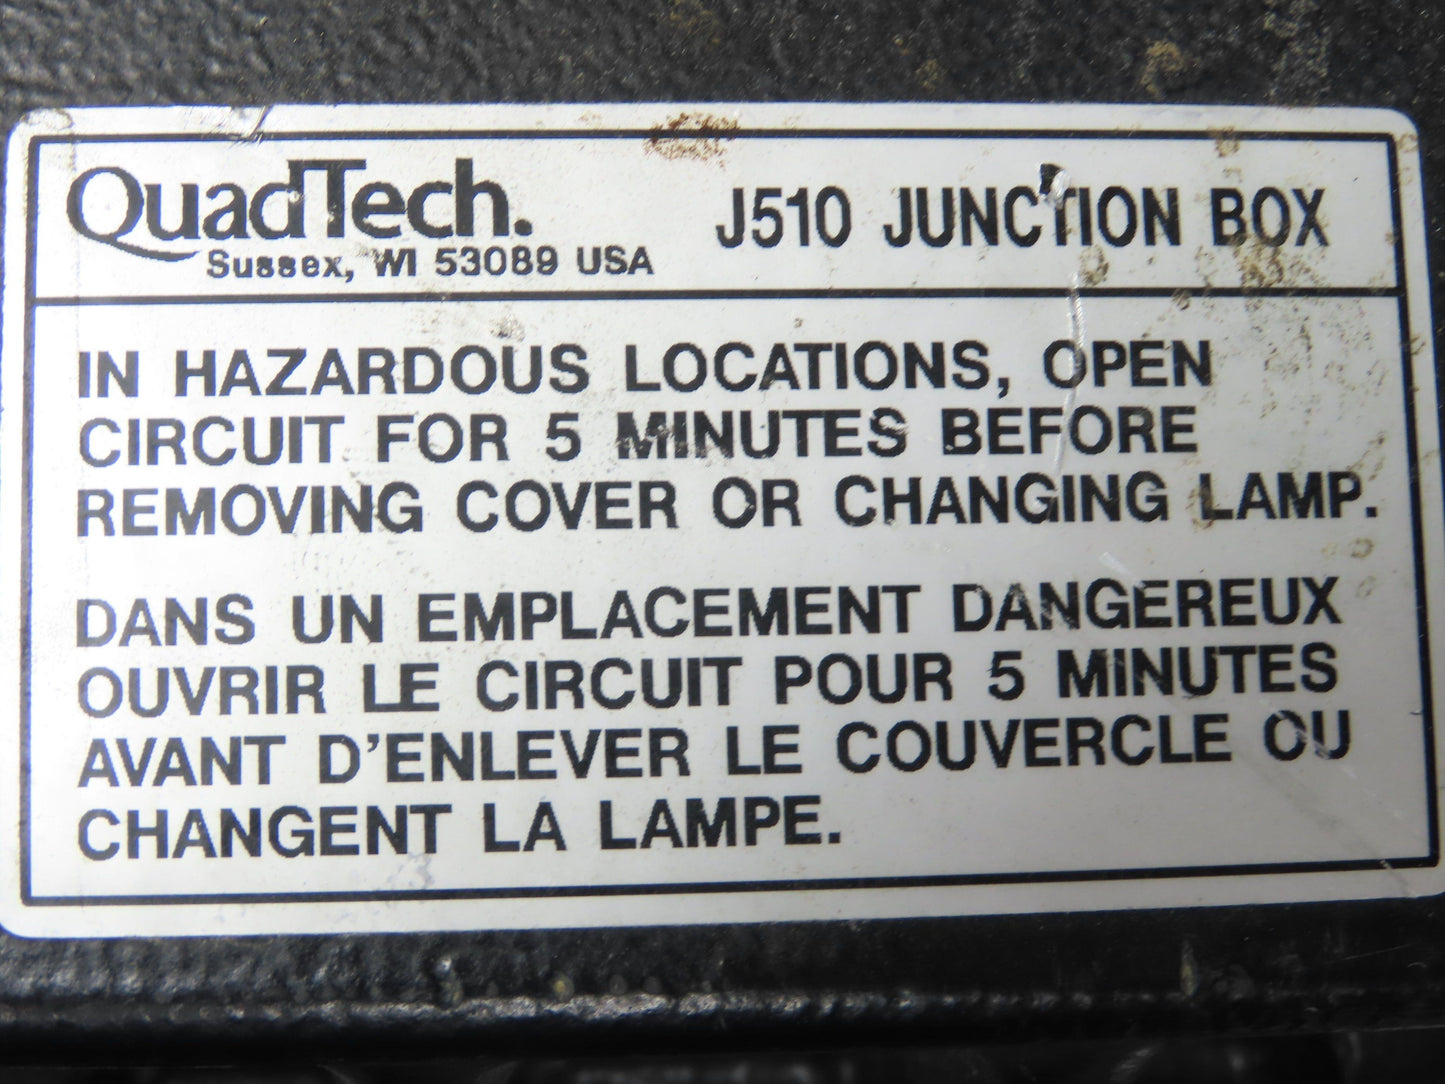 QuadTech. J510 JUNCTION BOX
Sussex, WI 53089 USA
IN HAZARDOUS LOCATIONS, OPEN
CIRCUIT FOR 5 MINUTES BEFORE
REMOVING COVER OR CHANGING LAMP.
DANS UN EMPLACEMENT DANGEREUX
OUVRIR LE CIRCUIT POUR 5 MINUTES
AVANT D'ENLEVER LE COUVERCLE OU
CHANGENT LA LAMPE.